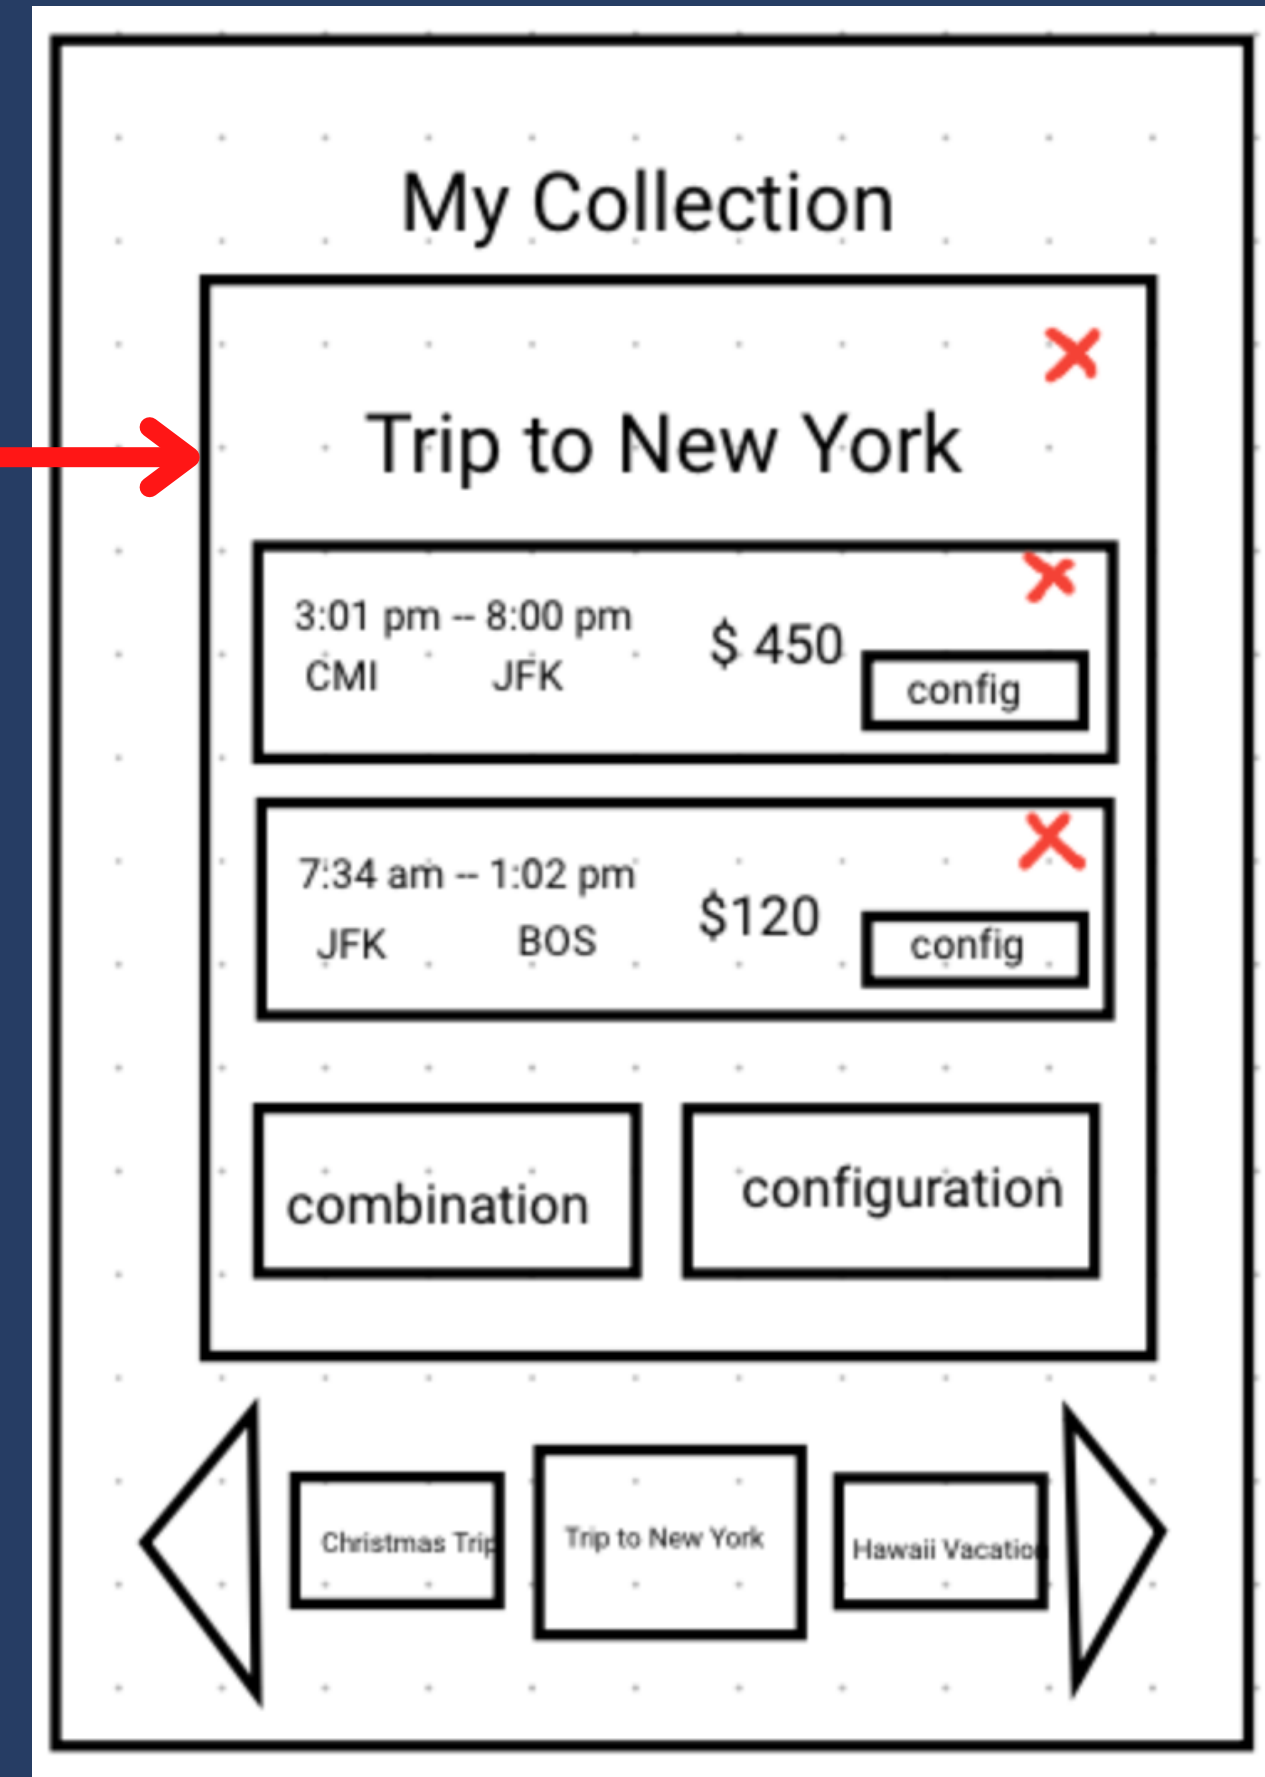 My Collection
Trip to New York
3:01 pm -- 8:00 pm
CMI JFK
$ 450
config
7:34 am -- 1:02 pm
JFK BOS
$120
config
combination
configuration
Christmas Trip
Trip to New York
Hawaii Vacation